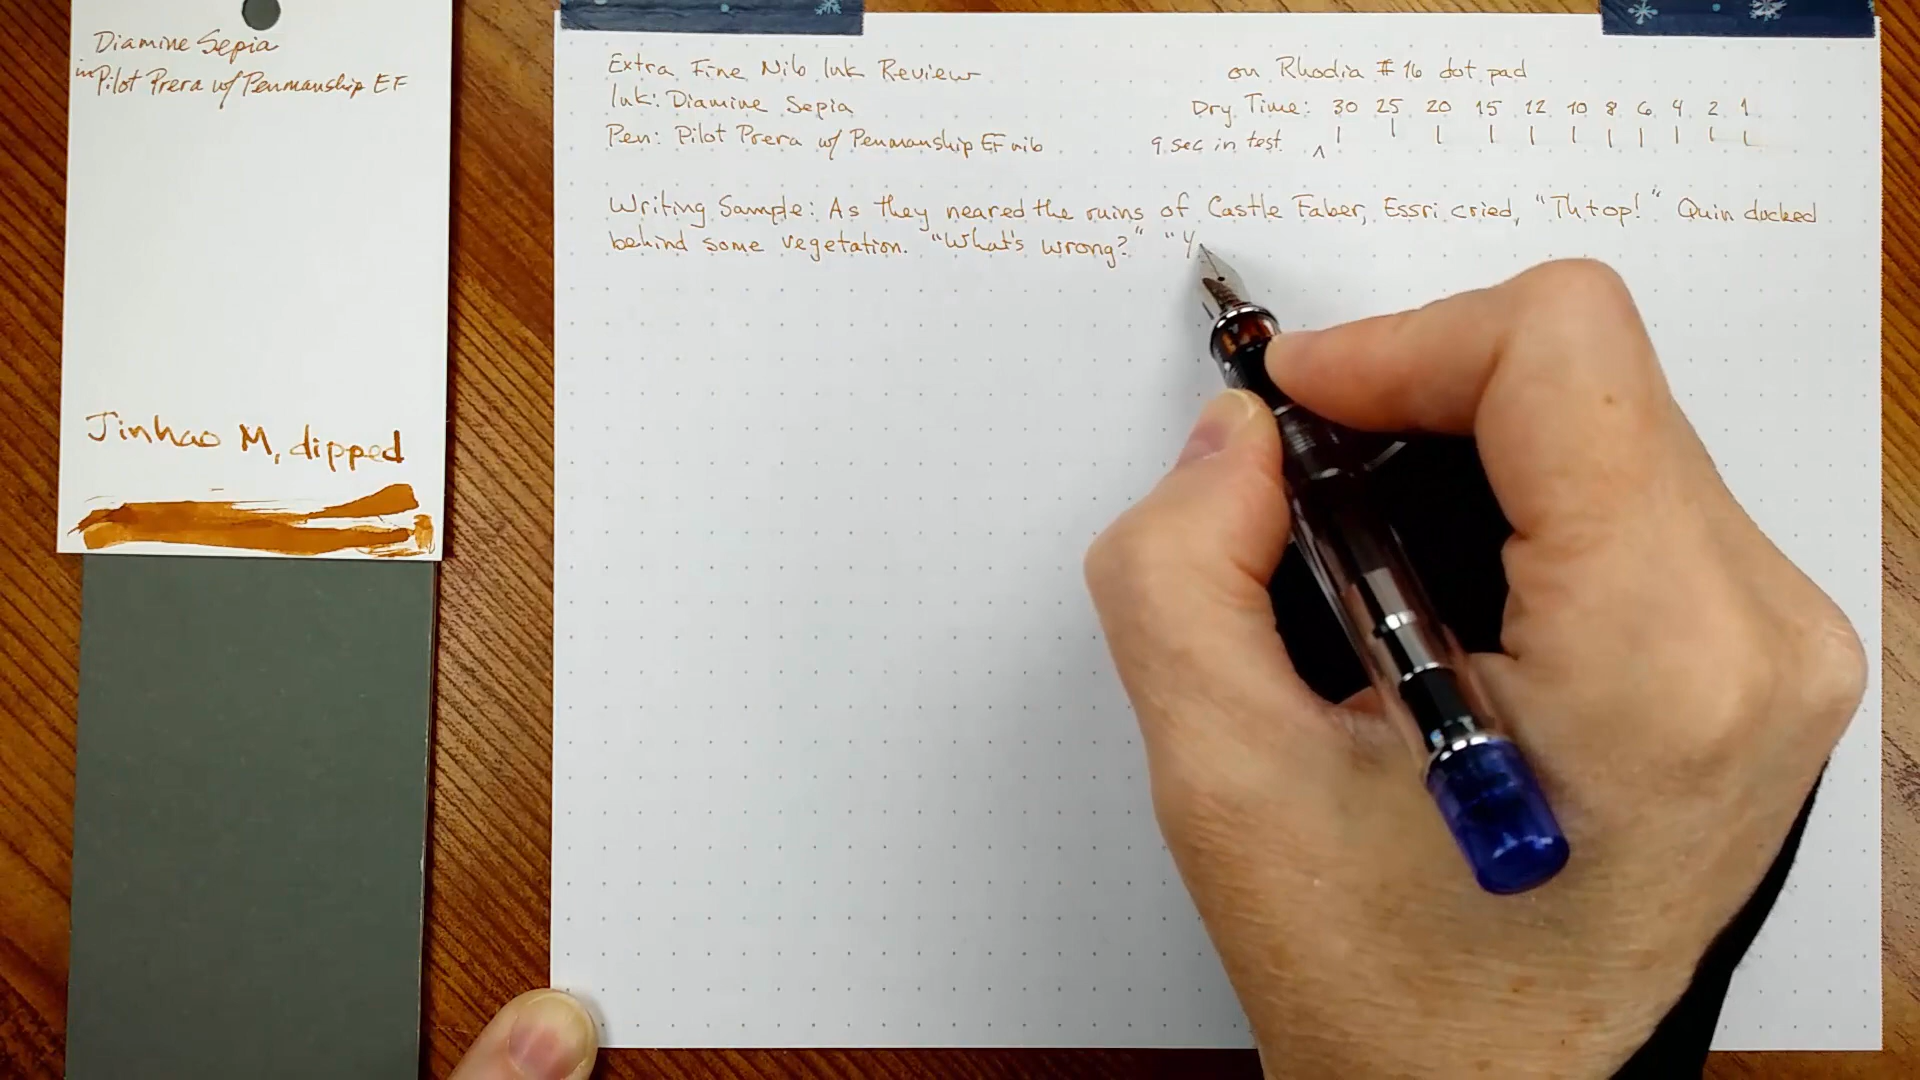 Diamine Sepia
in Pilot Prera w/ Penmanship EF
Jinhao M, dipped
Extra Fine Nib Ink Review
Ink: Diamine Sepia
Pen: Pilot Prera w/ Penmanship EF nib
on Rhodia #16 dot pad
Dry Time: 30 25 20 15 12 10 8 6 4 2 1
9 sec in test ^
Writing Sample: As they neared the ruins of Castle Faber, Essri cried, "Thtop!" Quin ducked
behind some vegetation. "What's wrong?" "Y